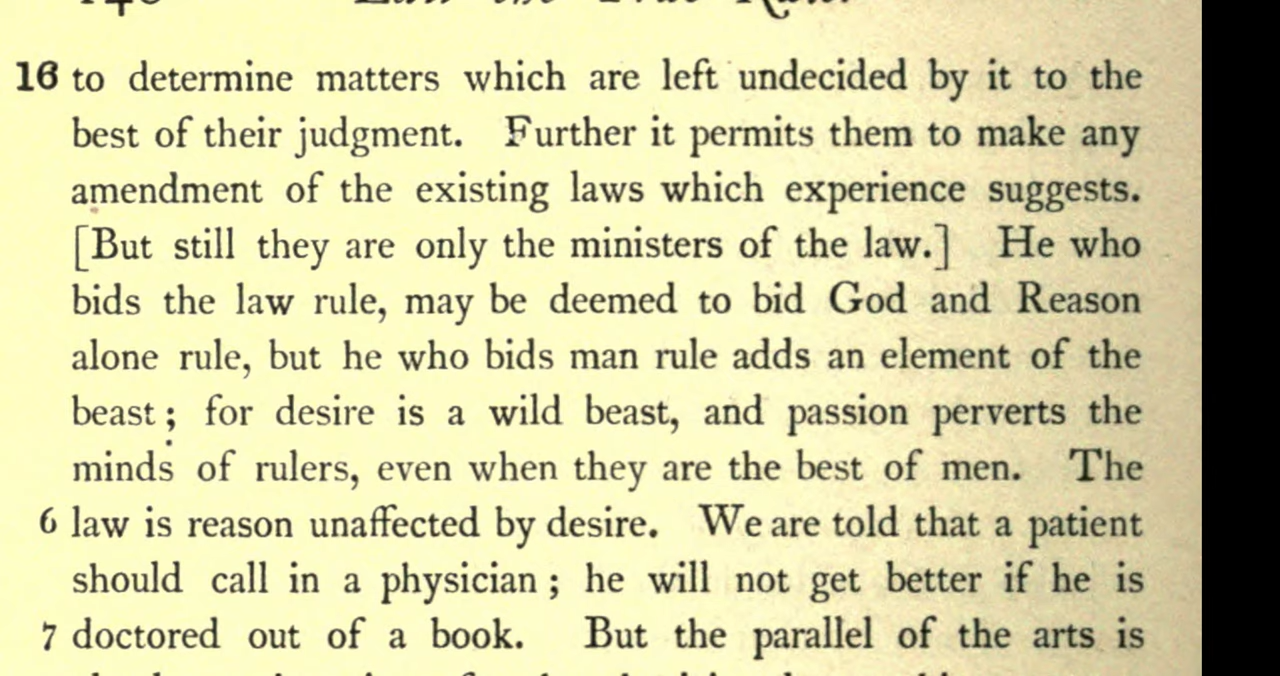 16 to determine matters which are left undecided by it to the
best of their judgment. Further it permits them to make any
amendment of the existing laws which experience suggests.
[But still they are only the ministers of the law.] He who
bids the law rule, may be deemed to bid God and Reason
alone rule, but he who bids man rule adds an element of the
beast ; for desire is a wild beast, and passion perverts the
minds of rulers, even when they are the best of men. The
6 law is reason unaffected by desire. We are told that a patient
should call in a physician ; he will not get better if he is
7 doctored out of a book. But the parallel of the arts is